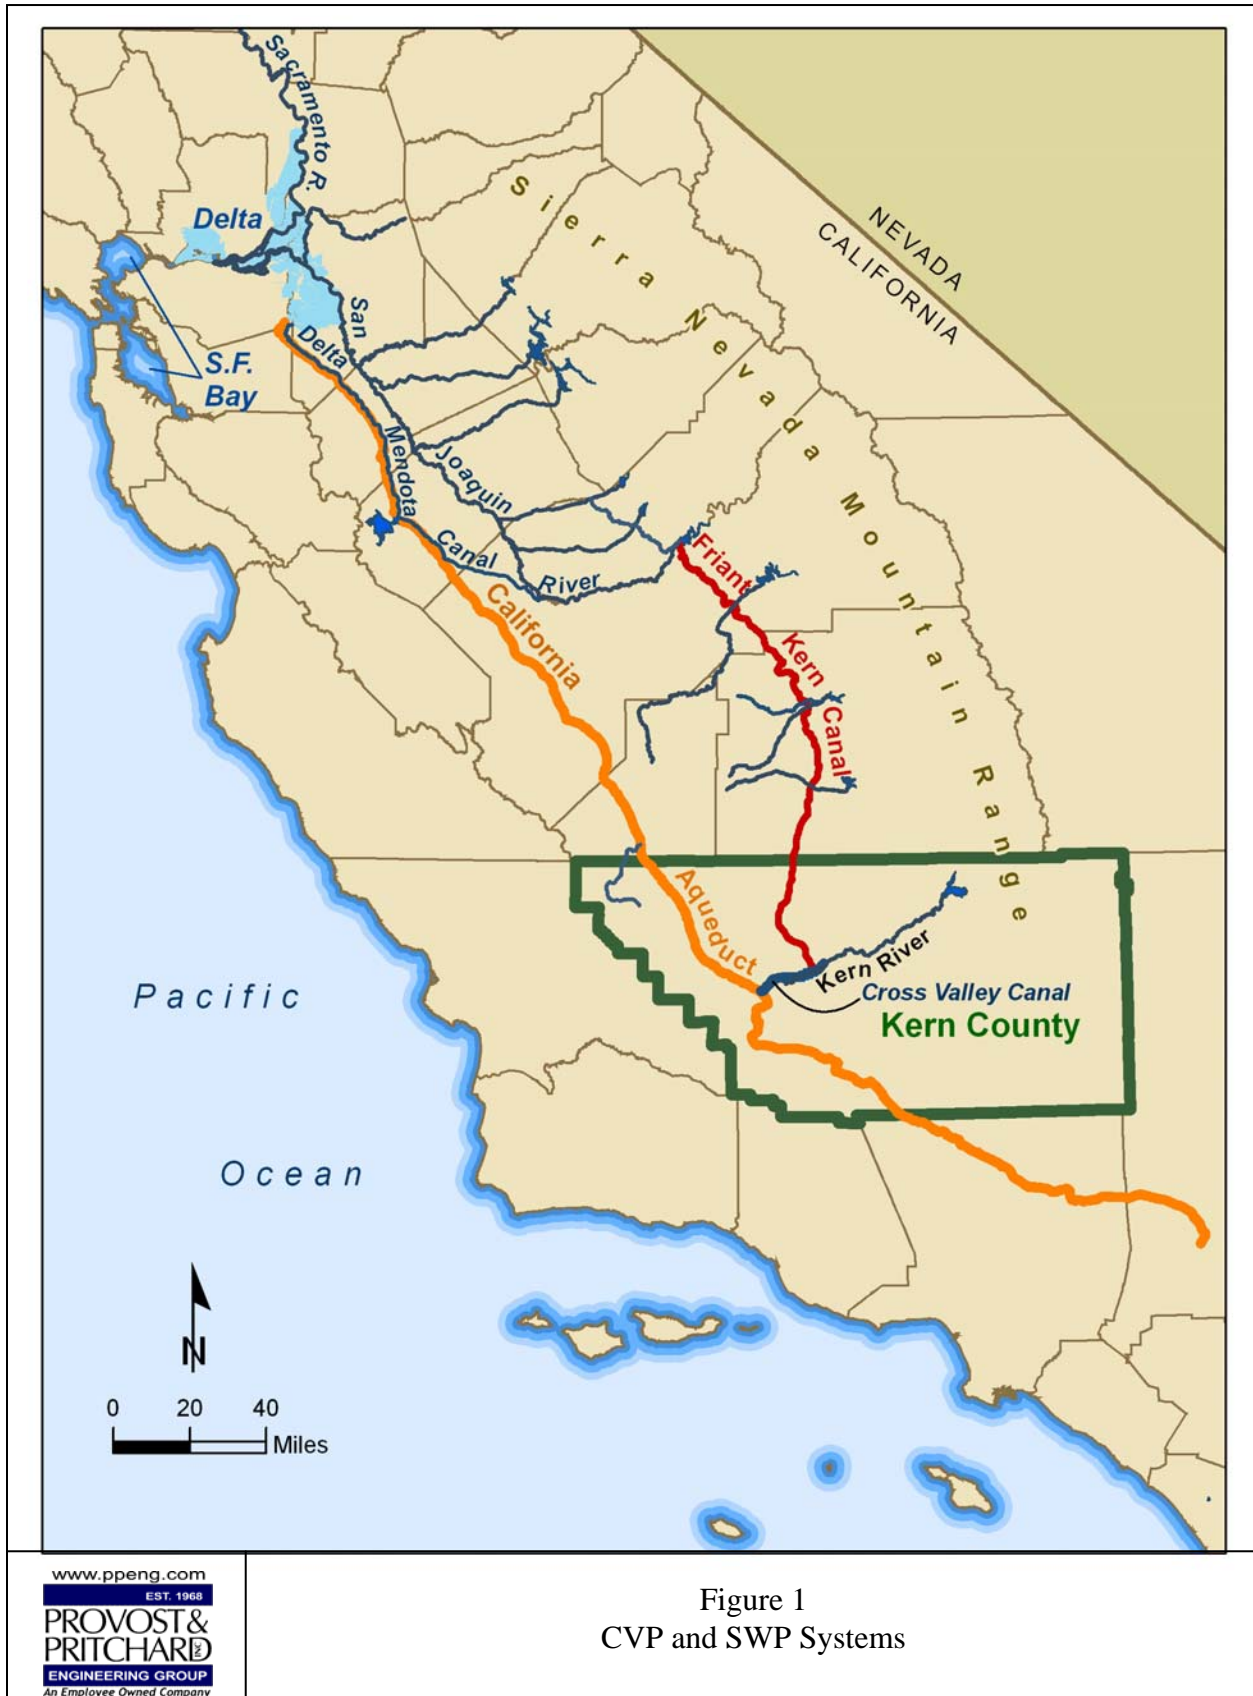 Sacramento R.
Delta
Sierra Nevada Mountain Range
NEVADA
CALIFORNIA
San Joaquin River
Delta Mendota Canal
S.F.
Bay
Friant Kern Canal
California Aqueduct
Kern River
Cross Valley Canal
Kern County
Pacific
Ocean
N
0 20 40
Miles
www.ppeng.com
EST. 1968
PROVOST &
PRITCHARD INC
ENGINEERING GROUP
An Employee Owned Company
Figure 1
CVP and SWP Systems